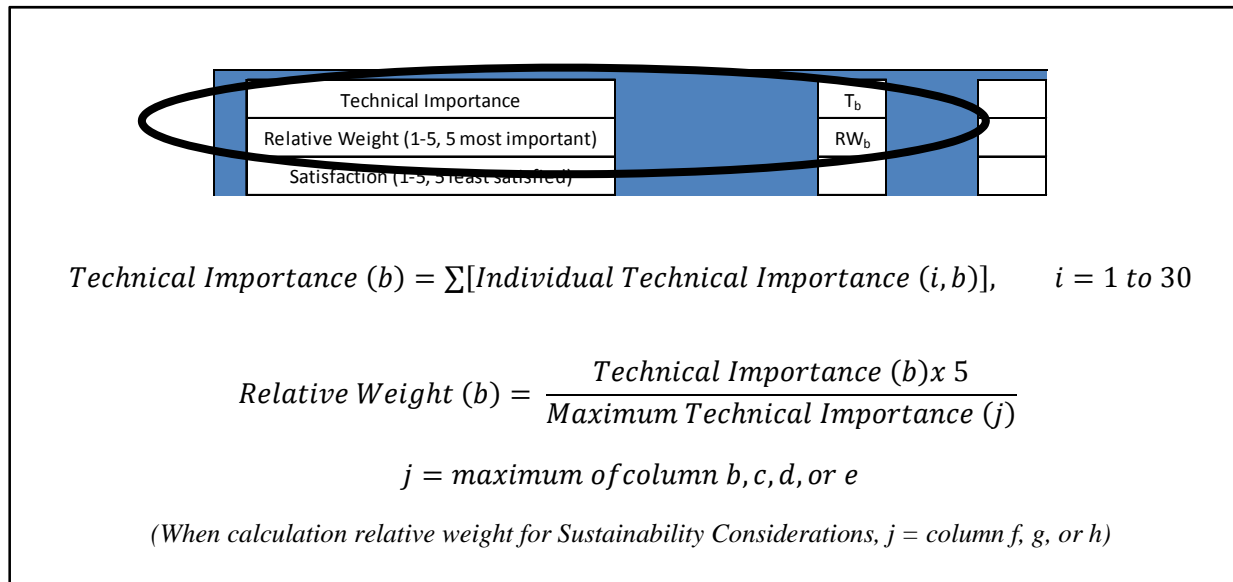 Technical Importance T_b
Relative Weight (1-5, 5 most important) RW_b
Satisfaction (1-5, 5 least satisfied)
Technical Importance (b) = ∑[Individual Technical Importance (i, b)], i = 1 to 30
Relative Weight (b) = Technical Importance (b)x 5 / Maximum Technical Importance (j)
j = maximum ofcolumn b, c, d, or e
(When calculation relative weight for Sustainability Considerations, j = column f, g, or h)